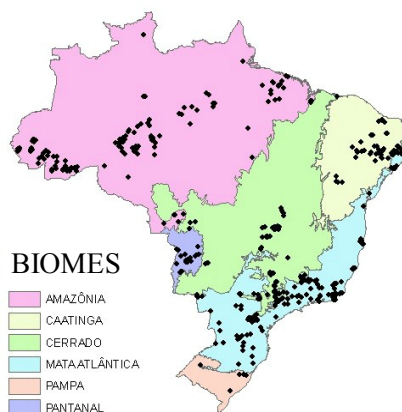 BIOMES
AMAZÔNIA
CAATINGA
CERRADO
MATA ATLÂNTICA
PAMPA
PANTANAL